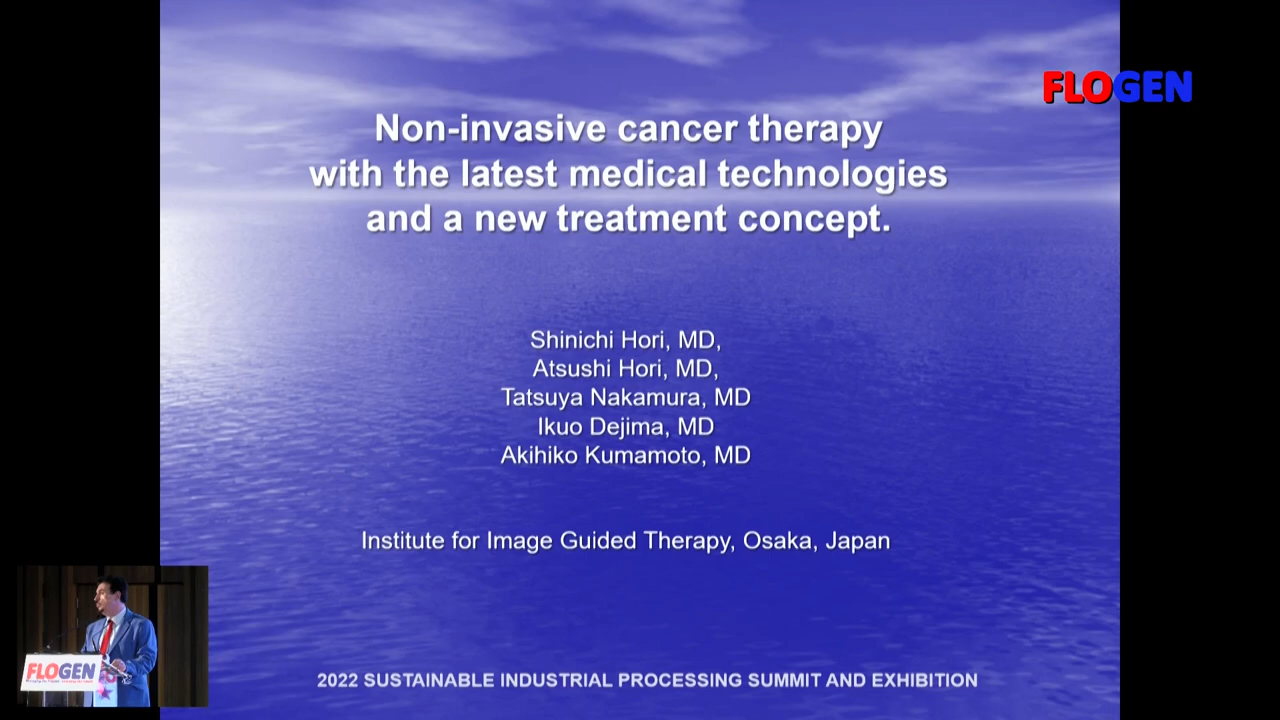 FLOGEN
Non-invasive cancer therapy
with the latest medical technologies
and a new treatment concept.
Shinichi Hori, MD,
Atsushi Hori, MD,
Tatsuya Nakamura, MD
Ikuo Dejima, MD
Akihiko Kumamoto, MD
Institute for Image Guided Therapy, Osaka, Japan
FLOGEN
2022 SUSTAINABLE INDUSTRIAL PROCESSING SUMMIT AND EXHIBITION